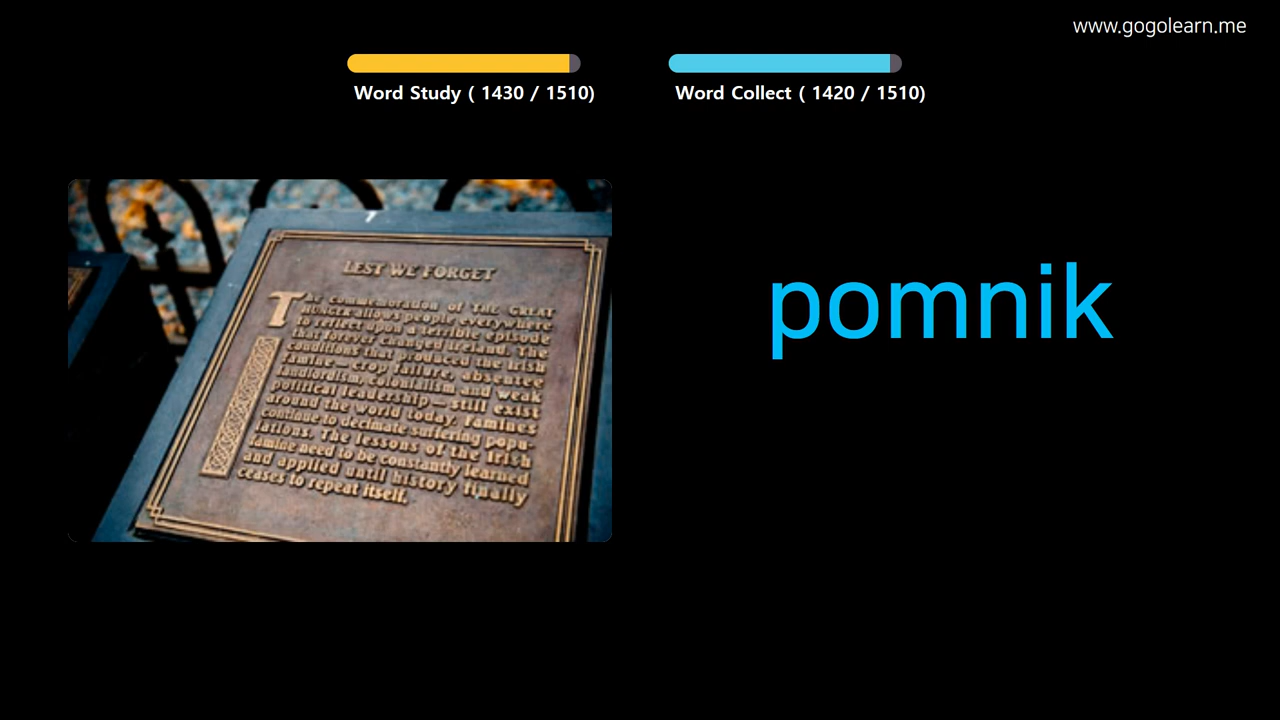 www.gogolearn.me
Word Study ( 1430 / 1510)
Word Collect ( 1420 / 1510)
LEST WE FORGET
The commemoration of THE GREAT
HUNGER allows people everywhere
to reflect upon a terrible episode
that forever changed Ireland. The
conditions that produced the Irish
famine—crop failure, absentee
landlordism, colonialism and weak
political leadership—still exist
around the world today. Famines
continue to decimate suffering popu-
lations. The lessons of the Irish
famine need to be constantly learned
and applied until history finally
ceases to repeat itself.
pomnik